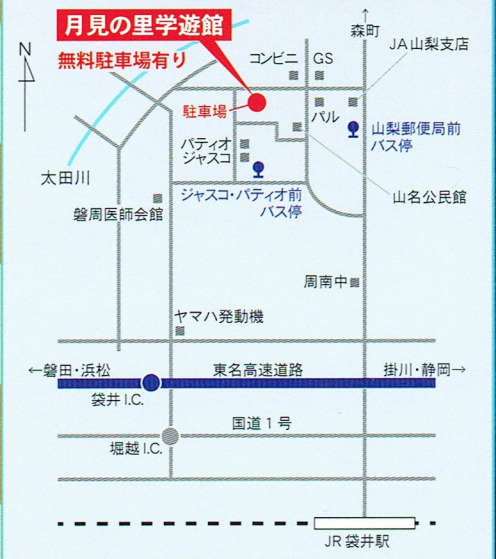 月見の里学遊館
無料駐車場有り
N
↑
森町
コンビニ
GS
JA山梨支店
駐車場
パル
山梨郵便局前
バス停
パティオ
ジャスコ
太田川
ジャスコ・パティオ前
バス停
山名公民館
磐周医師会館
周南中
ヤマハ発動機
←磐田・浜松
東名高速道路
掛川・静岡→
袋井I.C.
国道1号
堀越I.C.
JR袋井駅